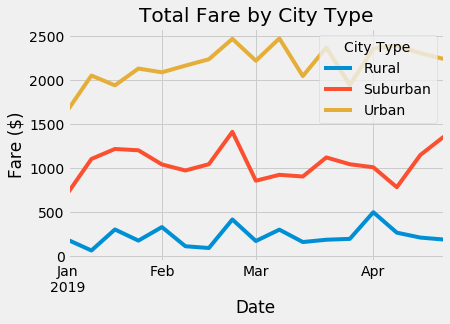 Total Fare by City Type
Fare ($)
2500
2000
1500
1000
500
0
City Type
Rural
Suburban
Urban
Jan
2019
Feb
Mar
Apr
Date